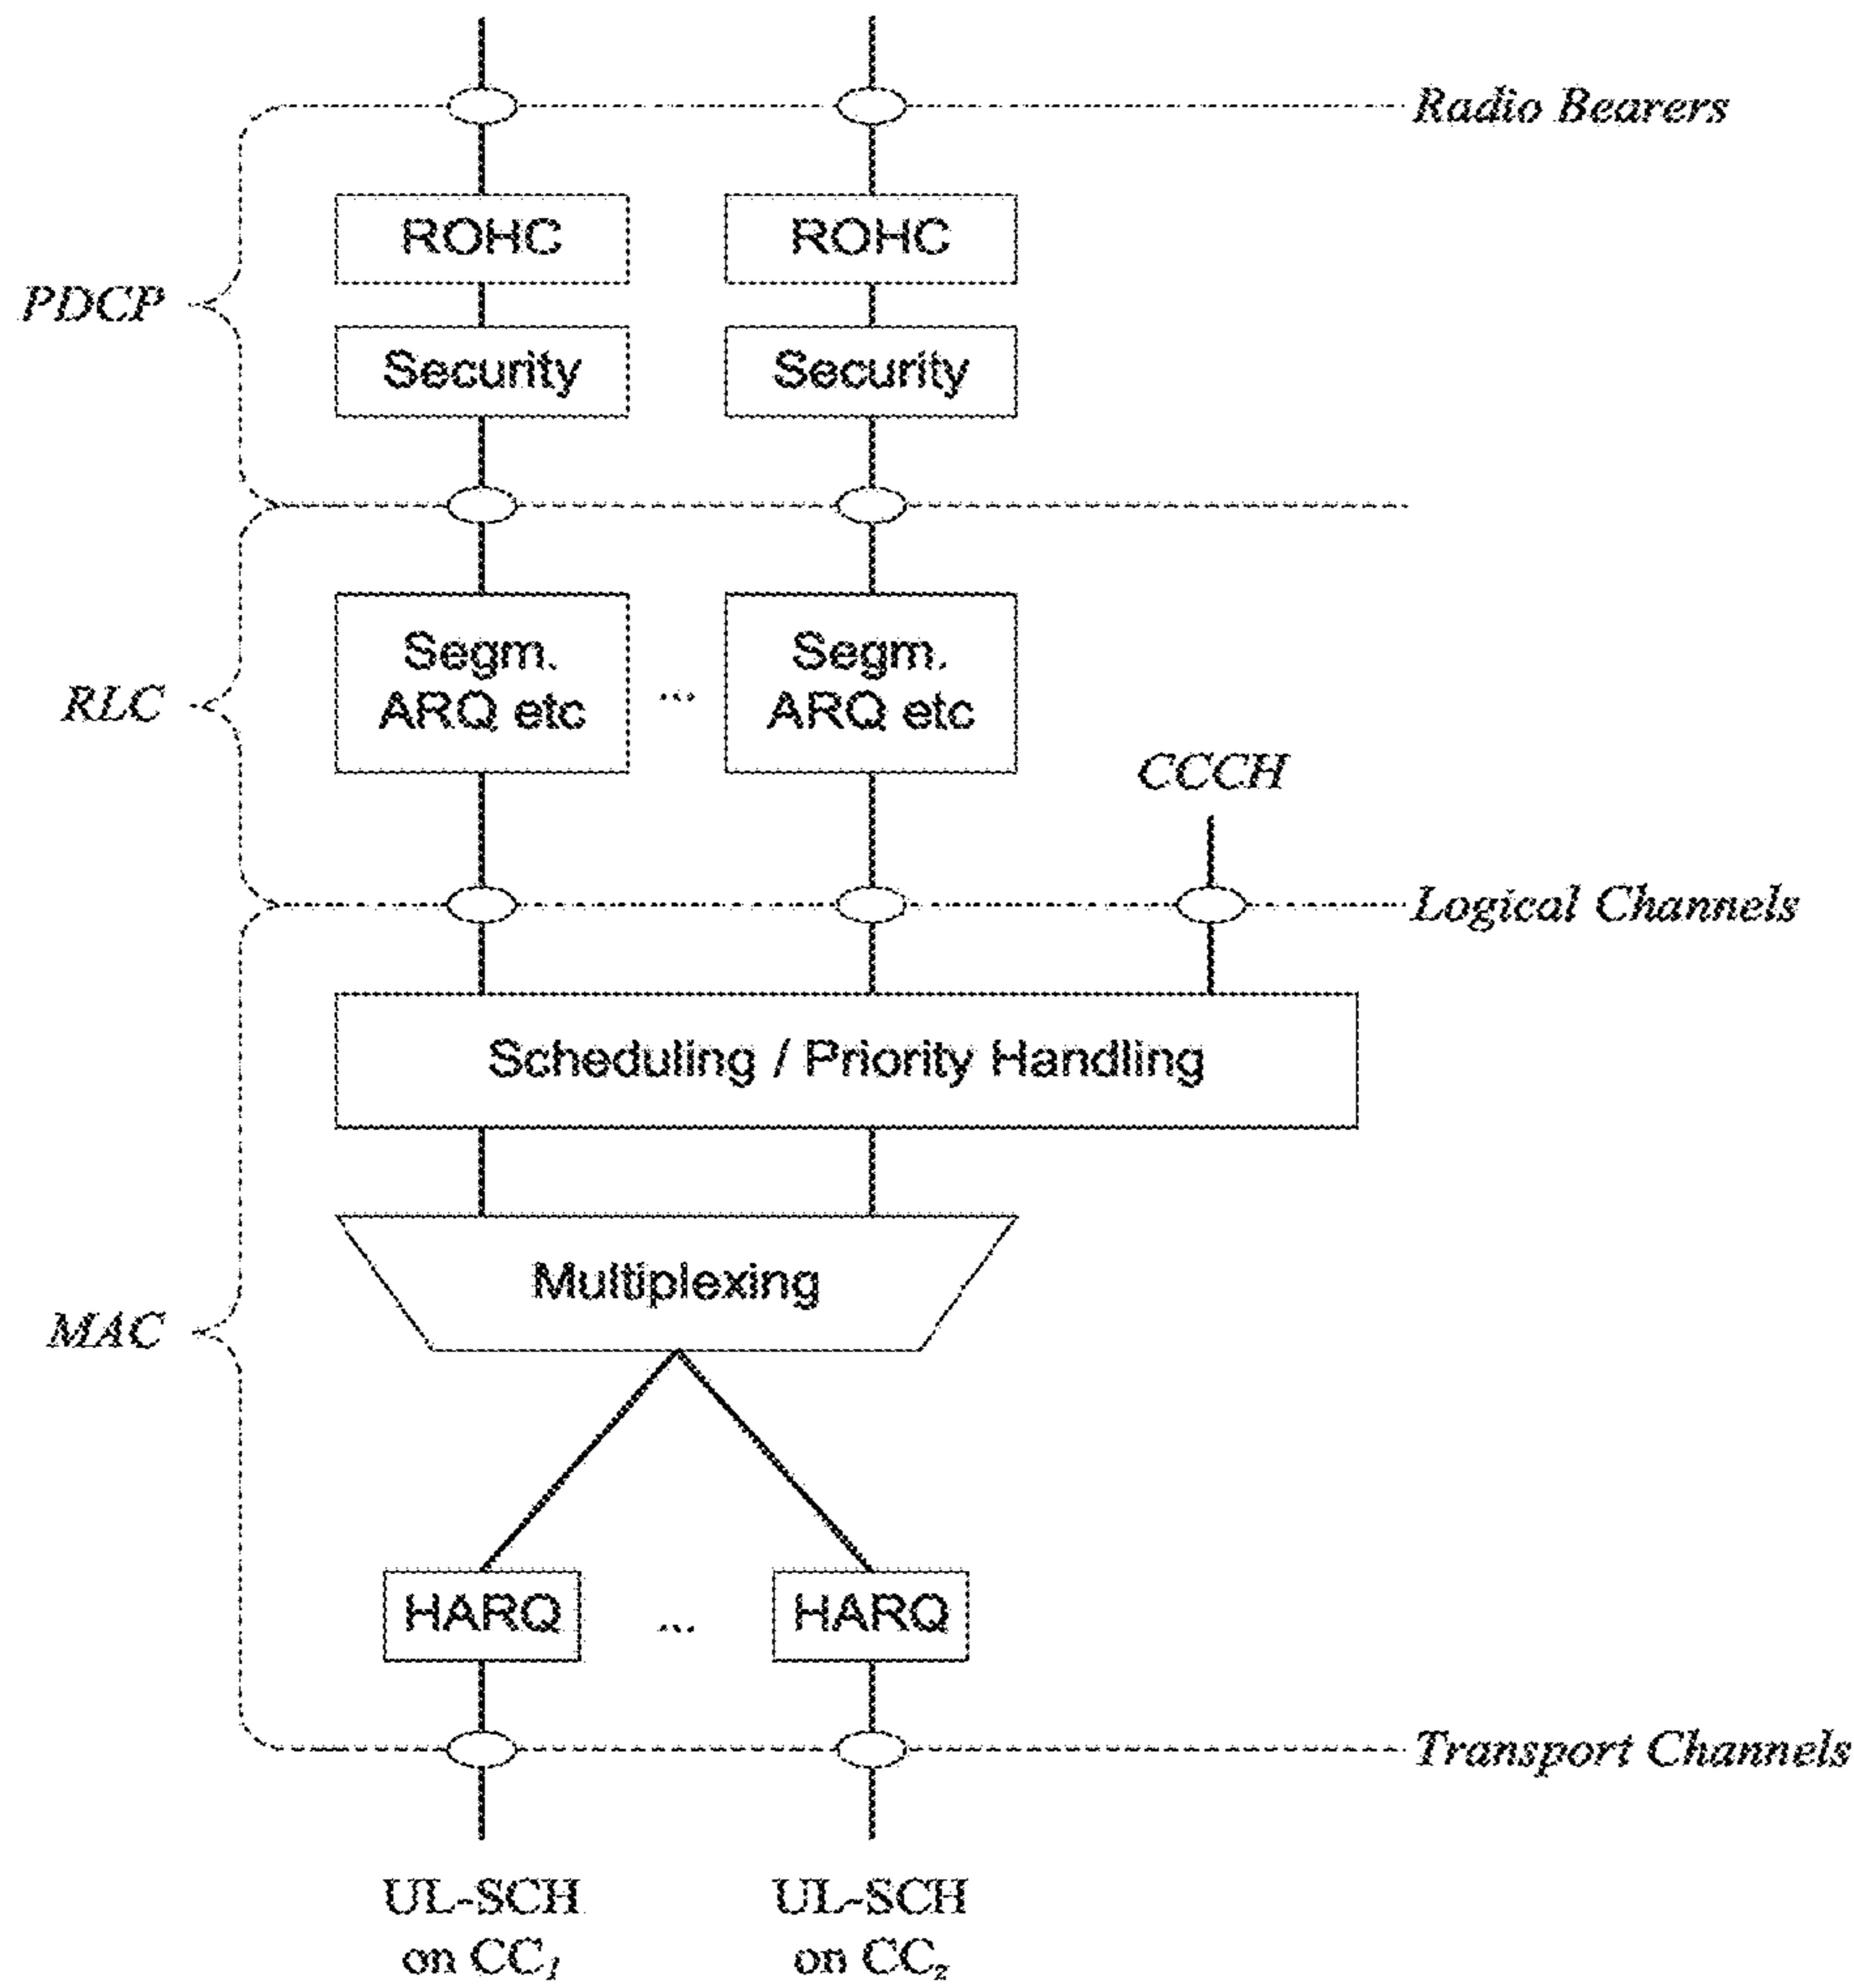 Radio Bearers
ROHC
ROHC
PDCP
Security
Security
Segm.
ARQ etc
...
Segm.
ARQ etc
RLC
CCCH
Logical Channels
Scheduling / Priority Handling
Multiplexing
MAC
HARQ
...
HARQ
Transport Channels
UL-SCH
on CC₁
UL-SCH
on CC₂